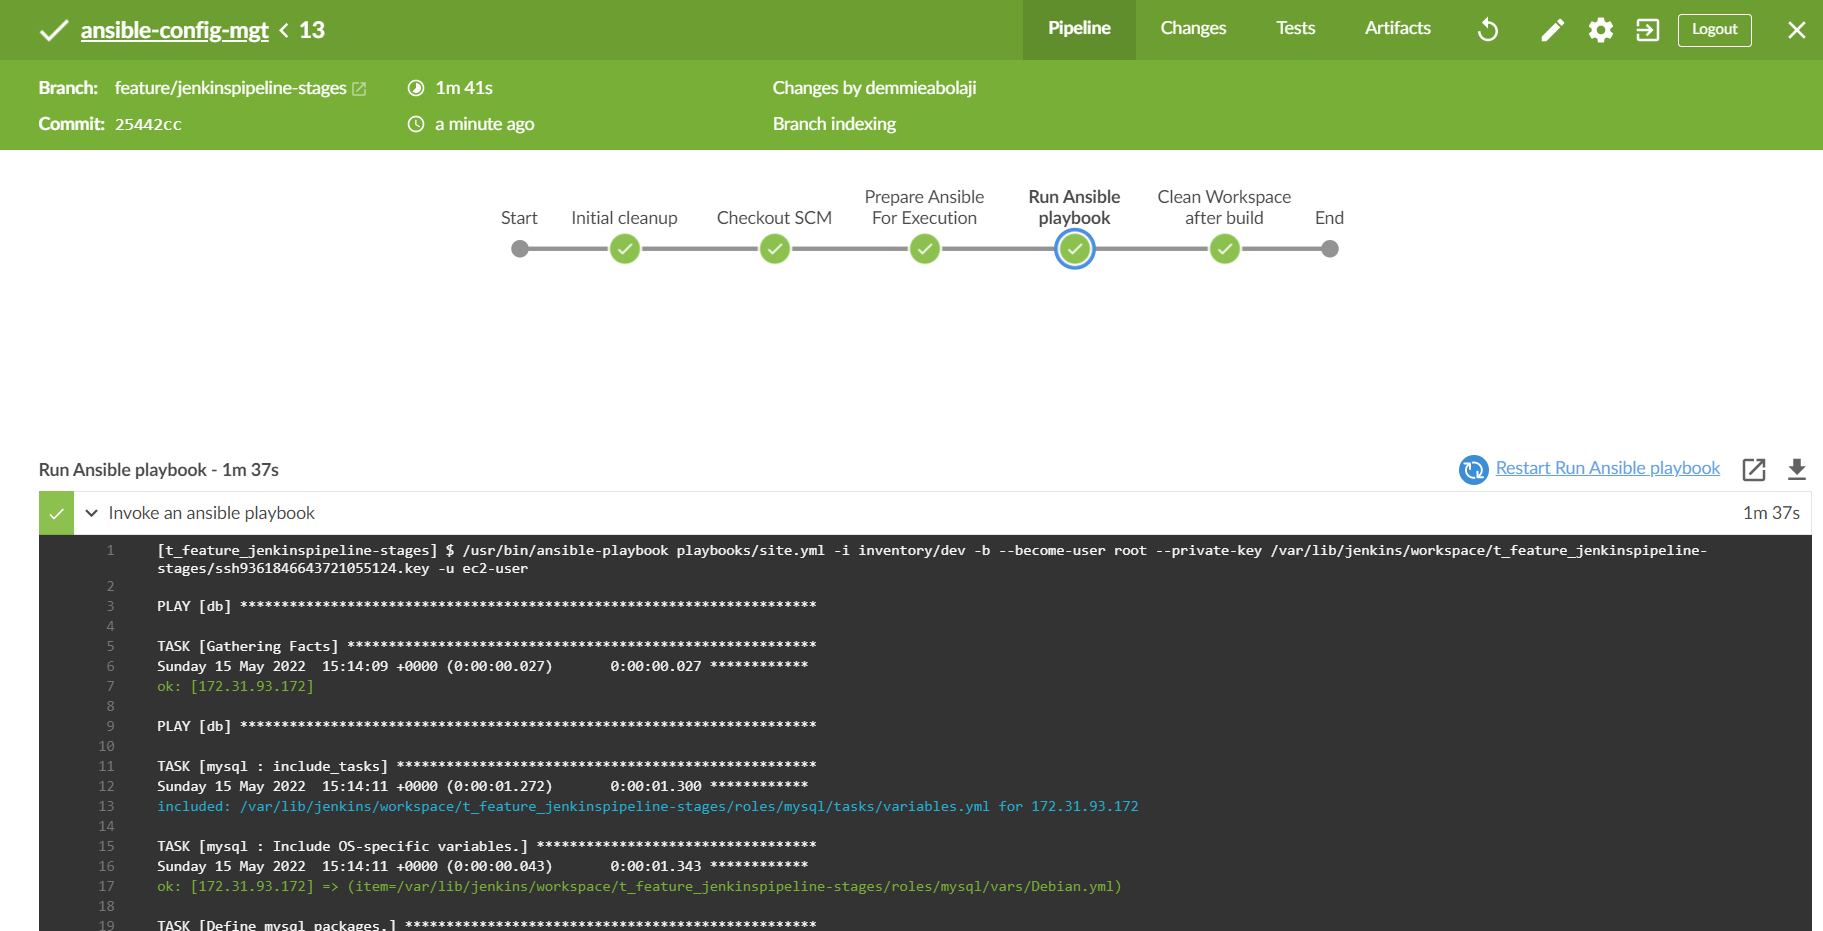 ansible-config-mgt < 13
Pipeline Changes Tests Artifacts Logout
Branch: feature/jenkinspipeline-stages 1m 41s Changes by demmieabolaji
Commit: 25442cc a minute ago Branch indexing
Start Initial cleanup Checkout SCM Prepare Ansible For Execution Run Ansible playbook Clean Workspace after build End
Run Ansible playbook - 1m 37s Restart Run Ansible playbook
Invoke an ansible playbook 1m 37s
1 [t_feature_jenkinspipeline-stages] $ /usr/bin/ansible-playbook playbooks/site.yml -i inventory/dev -b --become-user root --private-key /var/lib/jenkins/workspace/t_feature_jenkinspipeline-
stages/ssh9361846643721055124.key -u ec2-user
2
3 PLAY [db] **********************************************************************
4
5 TASK [Gathering Facts] *********************************************************
6 Sunday 15 May 2022  15:14:09 +0000 (0:00:00.027)       0:00:00.027 ************
7 ok: [172.31.93.172]
8
9 PLAY [db] **********************************************************************
10
11 TASK [mysql : include_tasks] ***************************************************
12 Sunday 15 May 2022  15:14:11 +0000 (0:00:01.272)       0:00:01.300 ************
13 included: /var/lib/jenkins/workspace/t_feature_jenkinspipeline-stages/roles/mysql/tasks/variables.yml for 172.31.93.172
14
15 TASK [mysql : Include OS-specific variables.] **********************************
16 Sunday 15 May 2022  15:14:11 +0000 (0:00:00.043)       0:00:01.343 ************
17 ok: [172.31.93.172] => (item=/var/lib/jenkins/workspace/t_feature_jenkinspipeline-stages/roles/mysql/vars/Debian.yml)
18
19 TASK [Define mysql packages.] **************************************************